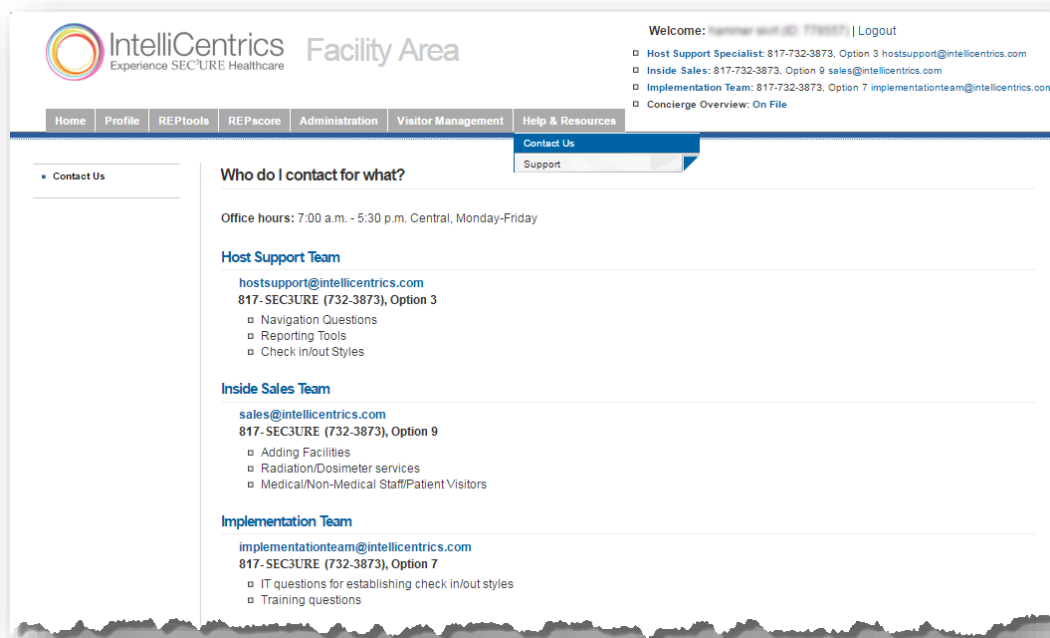 IntelliCentrics
Experience SEC³URE Healthcare
Facility Area
Welcome: | Logout
Host Support Specialist: 817-732-3873, Option 3 hostsupport@intellicentrics.com
Inside Sales: 817-732-3873, Option 9 sales@intellicentrics.com
Implementation Team: 817-732-3873, Option 7 implementationteam@intellicentrics.com
Concierge Overview: On File
Home Profile REPtools REPscore Administration Visitor Management Help & Resources
Contact Us
Support
Contact Us
Who do I contact for what?
Office hours: 7:00 a.m. - 5:30 p.m. Central, Monday-Friday
Host Support Team
hostsupport@intellicentrics.com
817- SEC3URE (732-3873), Option 3
Navigation Questions
Reporting Tools
Check in/out Styles
Inside Sales Team
sales@intellicentrics.com
817- SEC3URE (732-3873), Option 9
Adding Facilities
Radiation/Dosimeter services
Medical/Non-Medical Staff/Patient Visitors
Implementation Team
implementationteam@intellicentrics.com
817- SEC3URE (732-3873), Option 7
IT questions for establishing check in/out styles
Training questions